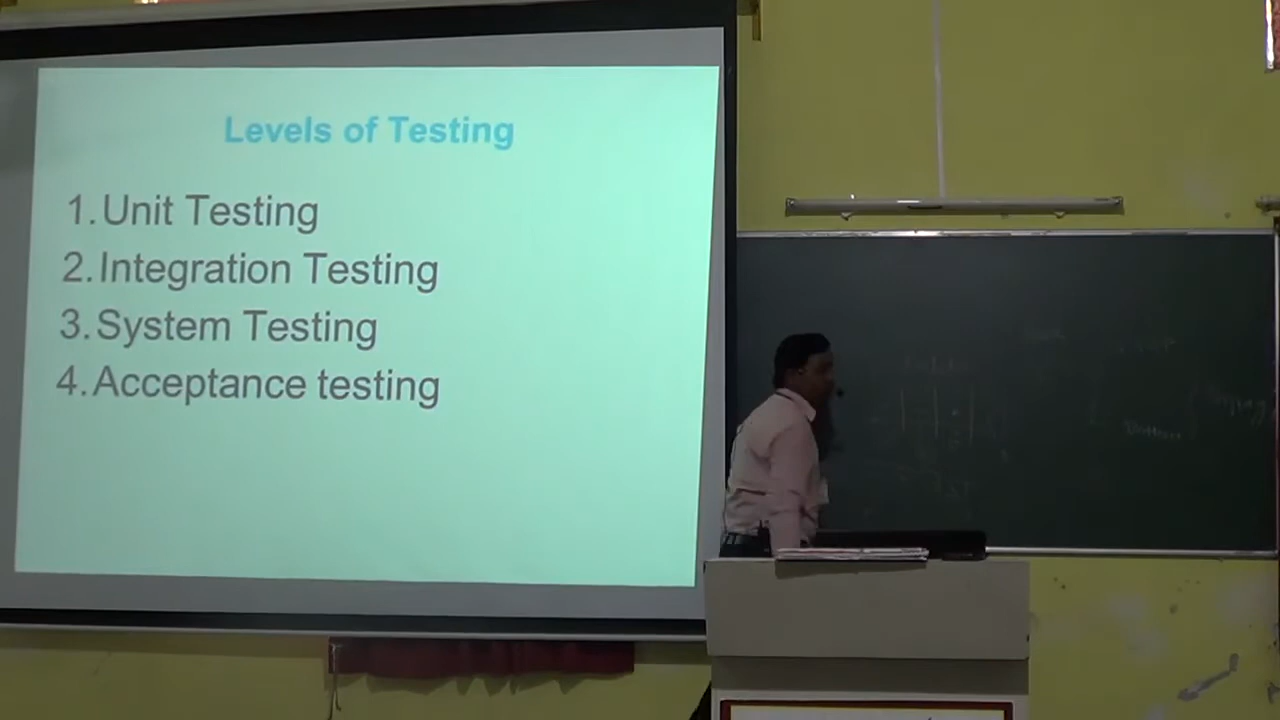 Levels of Testing
1. Unit Testing
2. Integration Testing
3. System Testing
4. Acceptance testing